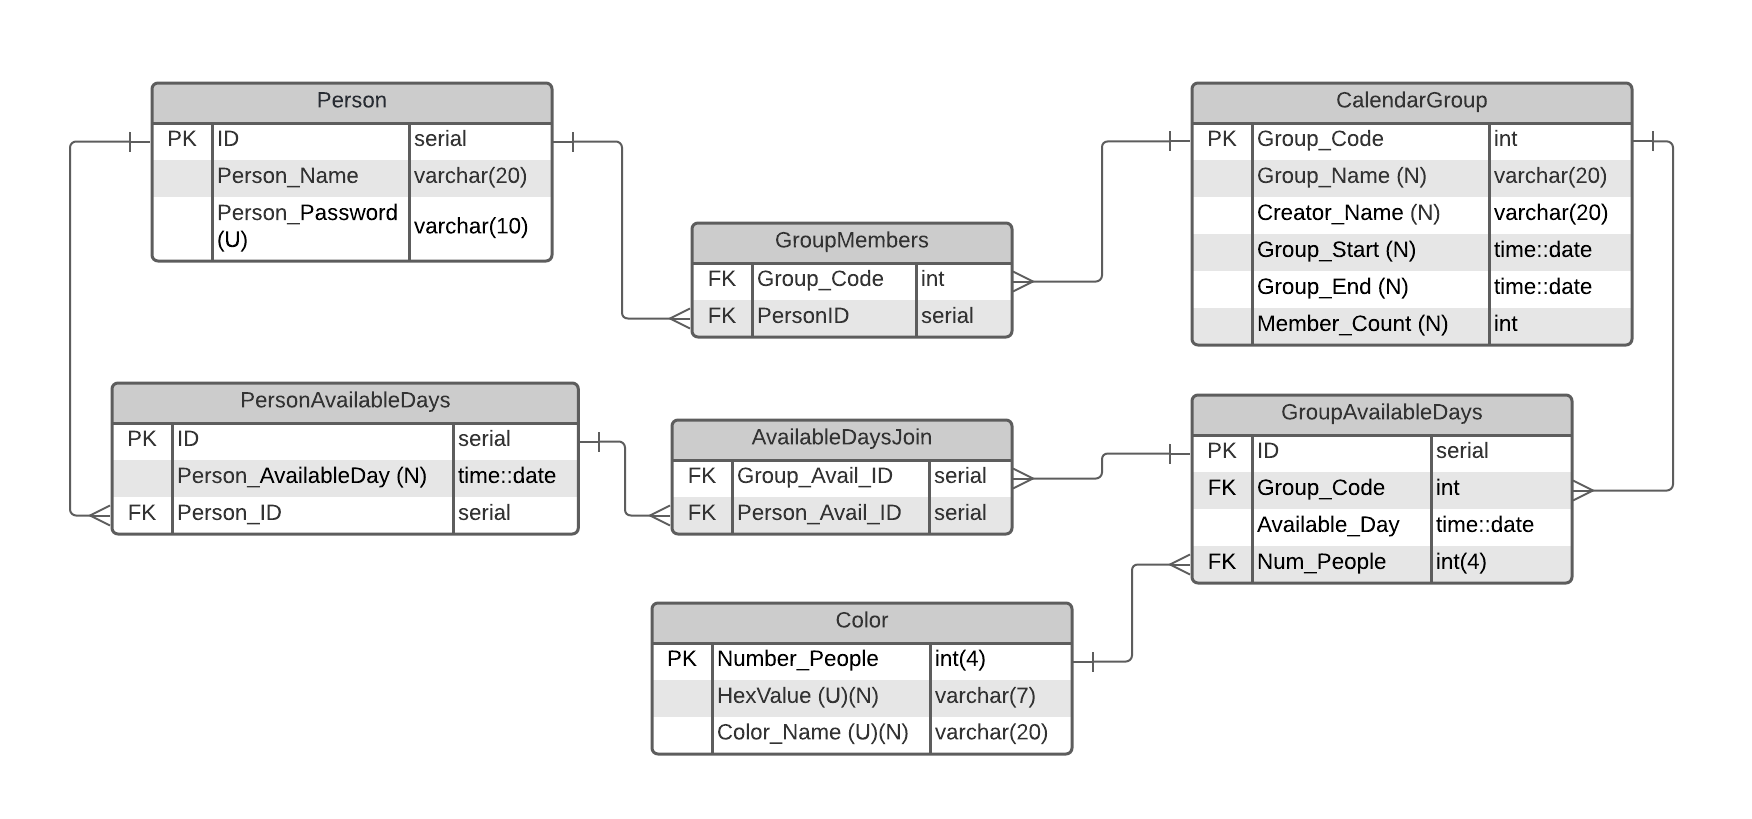 Person
PK ID serial
Person_Name varchar(20)
Person_Password
(U) varchar(10)
CalendarGroup
PK Group_Code int
Group_Name (N) varchar(20)
Creator_Name (N) varchar(20)
Group_Start (N) time::date
Group_End (N) time::date
Member_Count (N) int
GroupMembers
FK Group_Code int
FK PersonID serial
PersonAvailableDays
PK ID serial
Person_AvailableDay (N) time::date
FK Person_ID serial
AvailableDaysJoin
FK Group_Avail_ID serial
FK Person_Avail_ID serial
GroupAvailableDays
PK ID serial
FK Group_Code int
Available_Day time::date
FK Num_People int(4)
Color
PK Number_People int(4)
HexValue (U)(N) varchar(7)
Color_Name (U)(N) varchar(20)